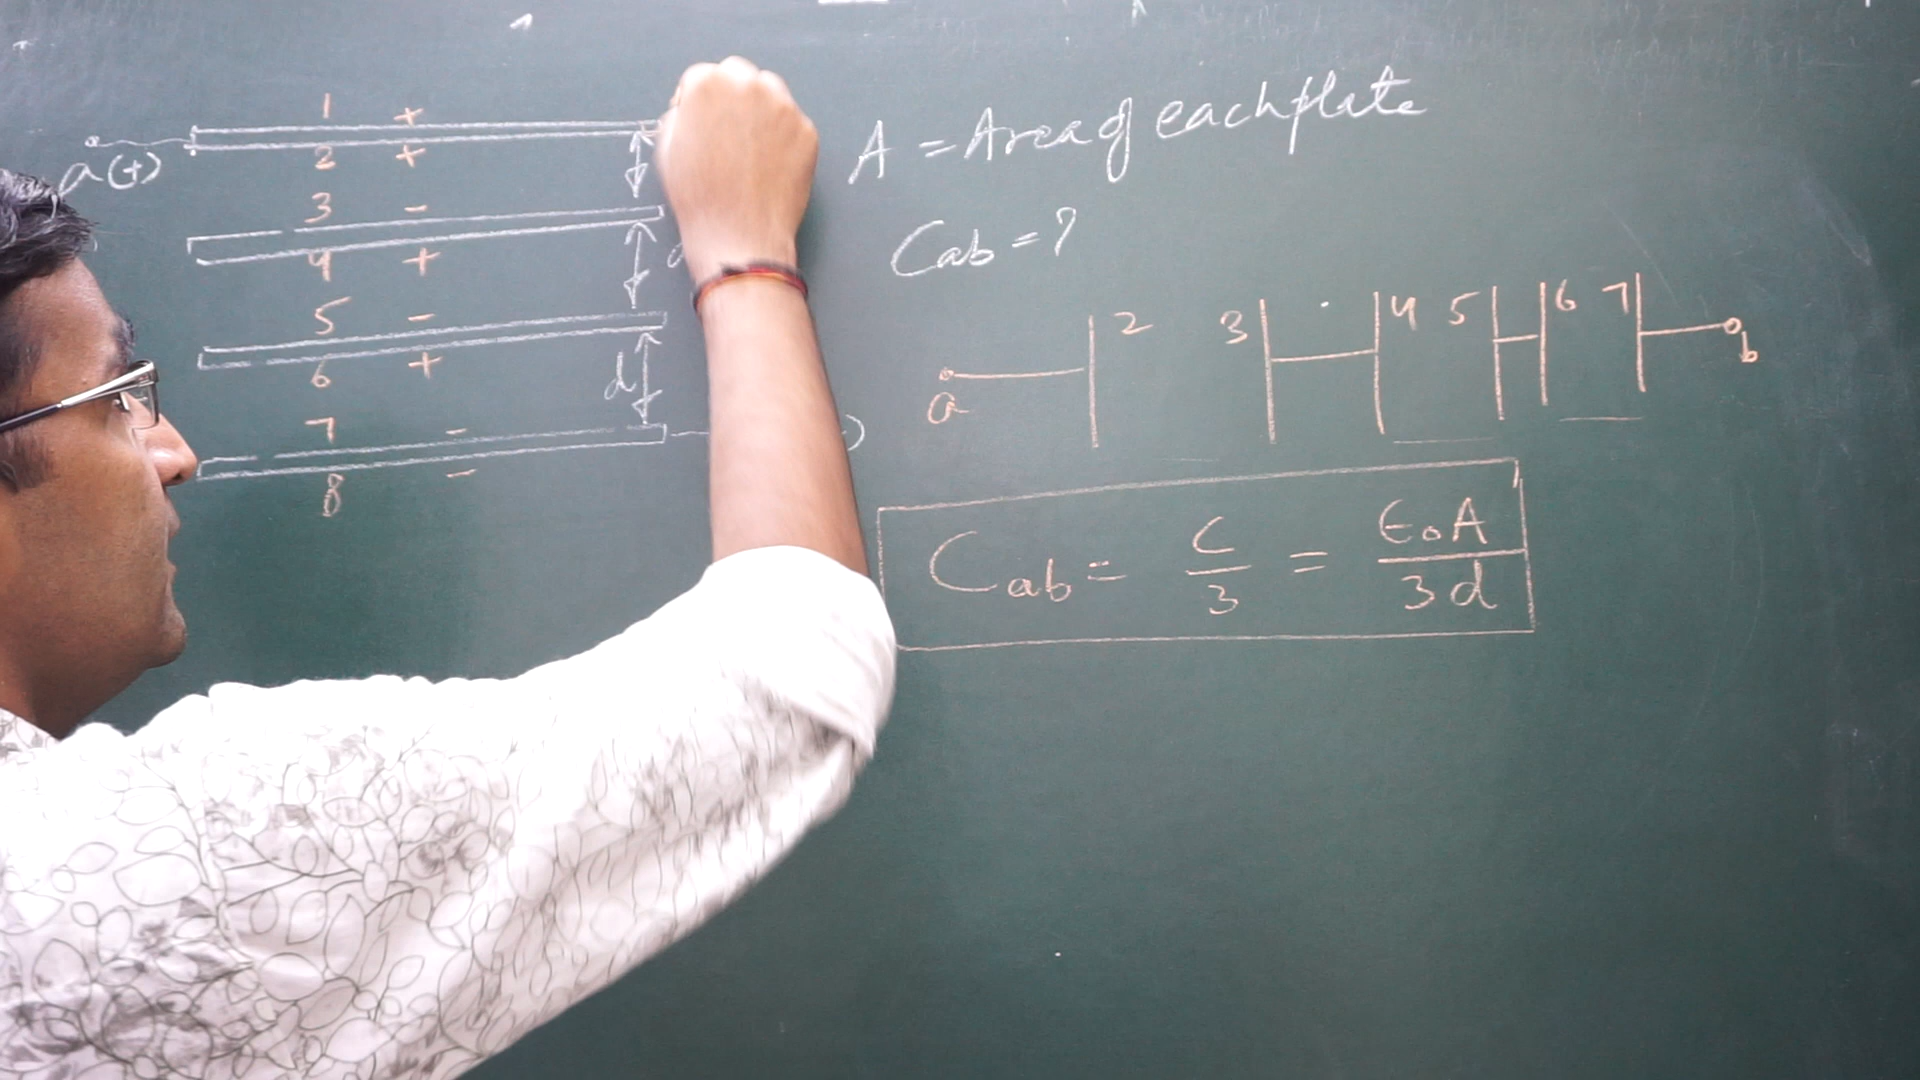 1 +
a(+)
2 +
3 -
4 +
5 -
6 +
d
7 -
8 -
A = Area of each plate
Cab = ?
a 2 3 4 5 6 7 b
Cab = C/3 = ϵ₀A/3d